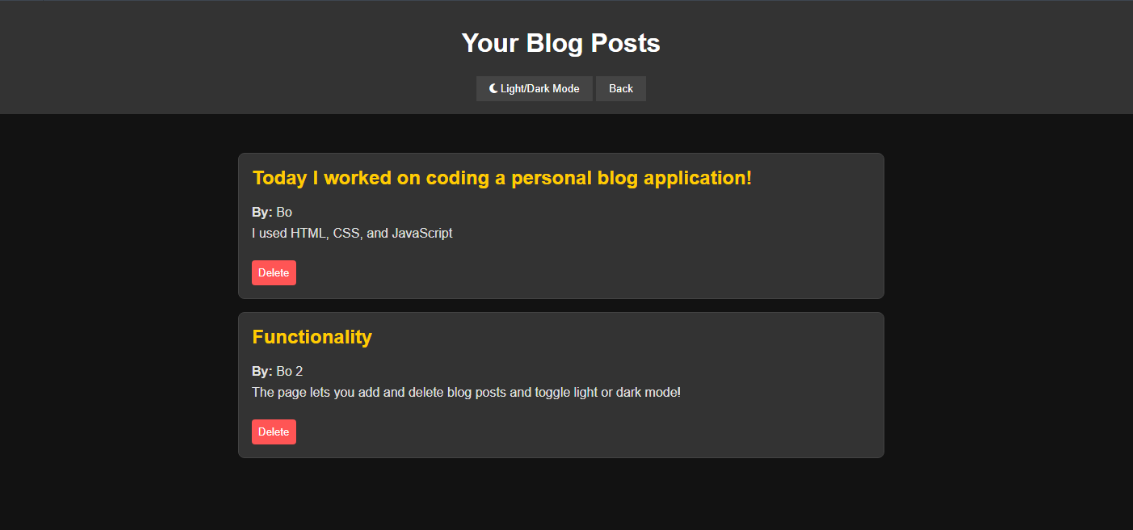 Your Blog Posts
Light/Dark Mode Back
Today I worked on coding a personal blog application!
By: Bo
I used HTML, CSS, and JavaScript
Delete
Functionality
By: Bo 2
The page lets you add and delete blog posts and toggle light or dark mode!
Delete